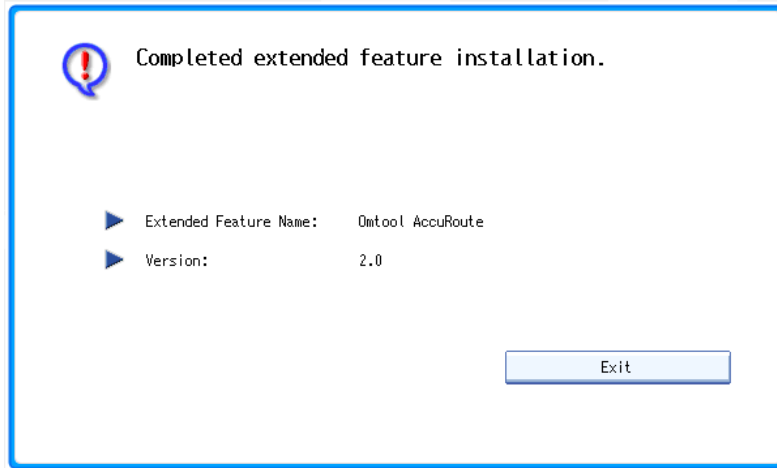 Completed extended feature installation.
Extended Feature Name: Omtool AccuRoute
Version: 2.0
Exit